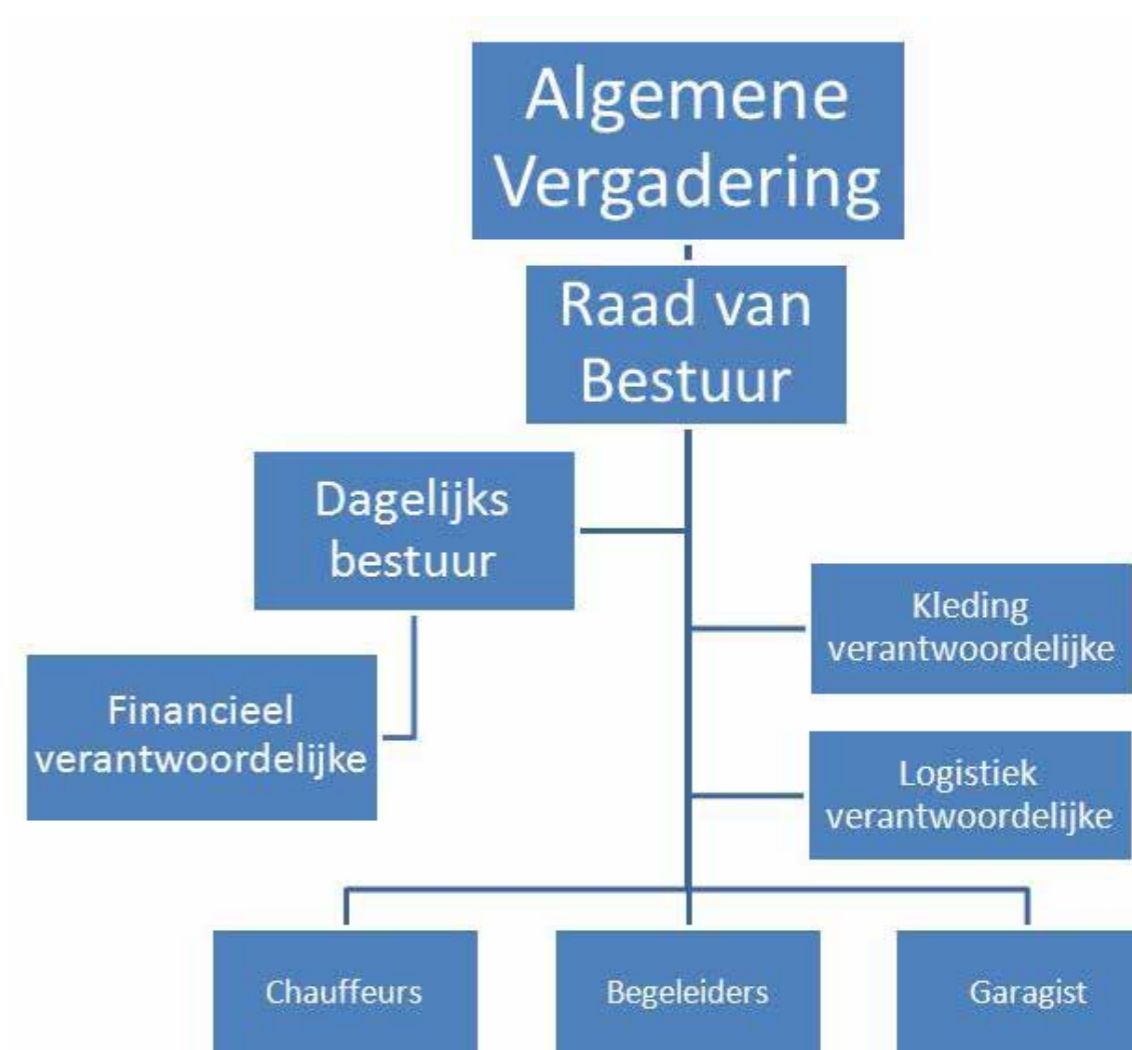 Algemene
Vergadering
Raad van
Bestuur
Dagelijks
bestuur
Kleding
verantwoordelijke
Financieel
verantwoordelijke
Logistiek
verantwoordelijke
Chauffeurs
Begeleiders
Garagist